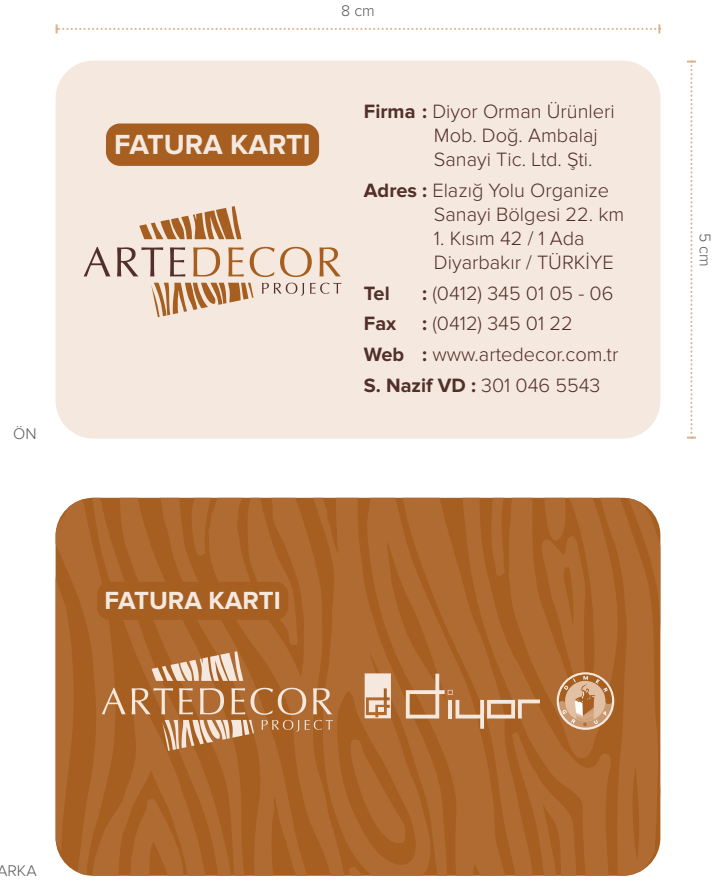 8 cm
FATURA KARTI
ARTEDECOR
PROJECT
Firma : Diyor Orman Ürünleri
Mob. Doğ. Ambalaj
Sanayi Tic. Ltd. Şti.
Adres : Elazığ Yolu Organize
Sanayi Bölgesi 22. km
1. Kısım 42 / 1 Ada
Diyarbakır / TÜRKİYE
Tel : (0412) 345 01 05 - 06
Fax : (0412) 345 01 22
Web : www.artedecor.com.tr
S. Nazif VD : 301 046 5543
5 cm
ÖN
FATURA KARTI
ARTEDECOR
PROJECT
diyor
DİMER
GRUP
ARKA